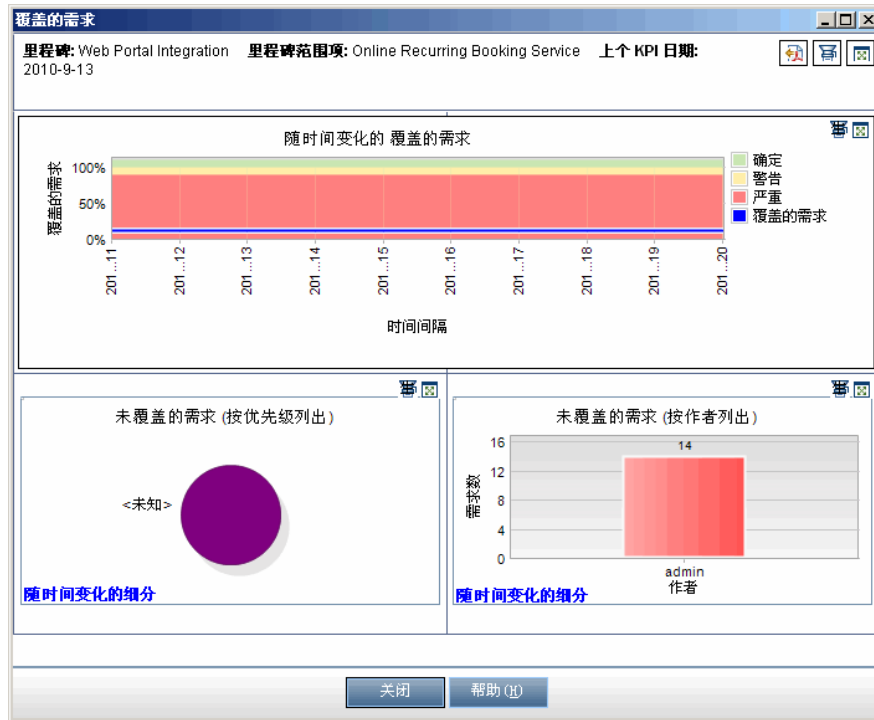 覆盖的需求
里程碑: Web Portal Integration 里程碑范围项: Online Recurring Booking Service 上个 KPI 日期:
2010-9-13
随时间变化的 覆盖的需求
覆盖的需求
100%
50%
0%
201...11
201...12
201...13
201...14
201...15
201...16
201...17
201...18
201...19
201...20
时间间隔
确定
警告
严重
覆盖的需求
未覆盖的需求 (按优先级列出)
<未知>
随时间变化的细分
未覆盖的需求 (按作者列出)
需求数
16
12
8
4
0
14
admin
作者
随时间变化的细分
关闭
帮助(H)